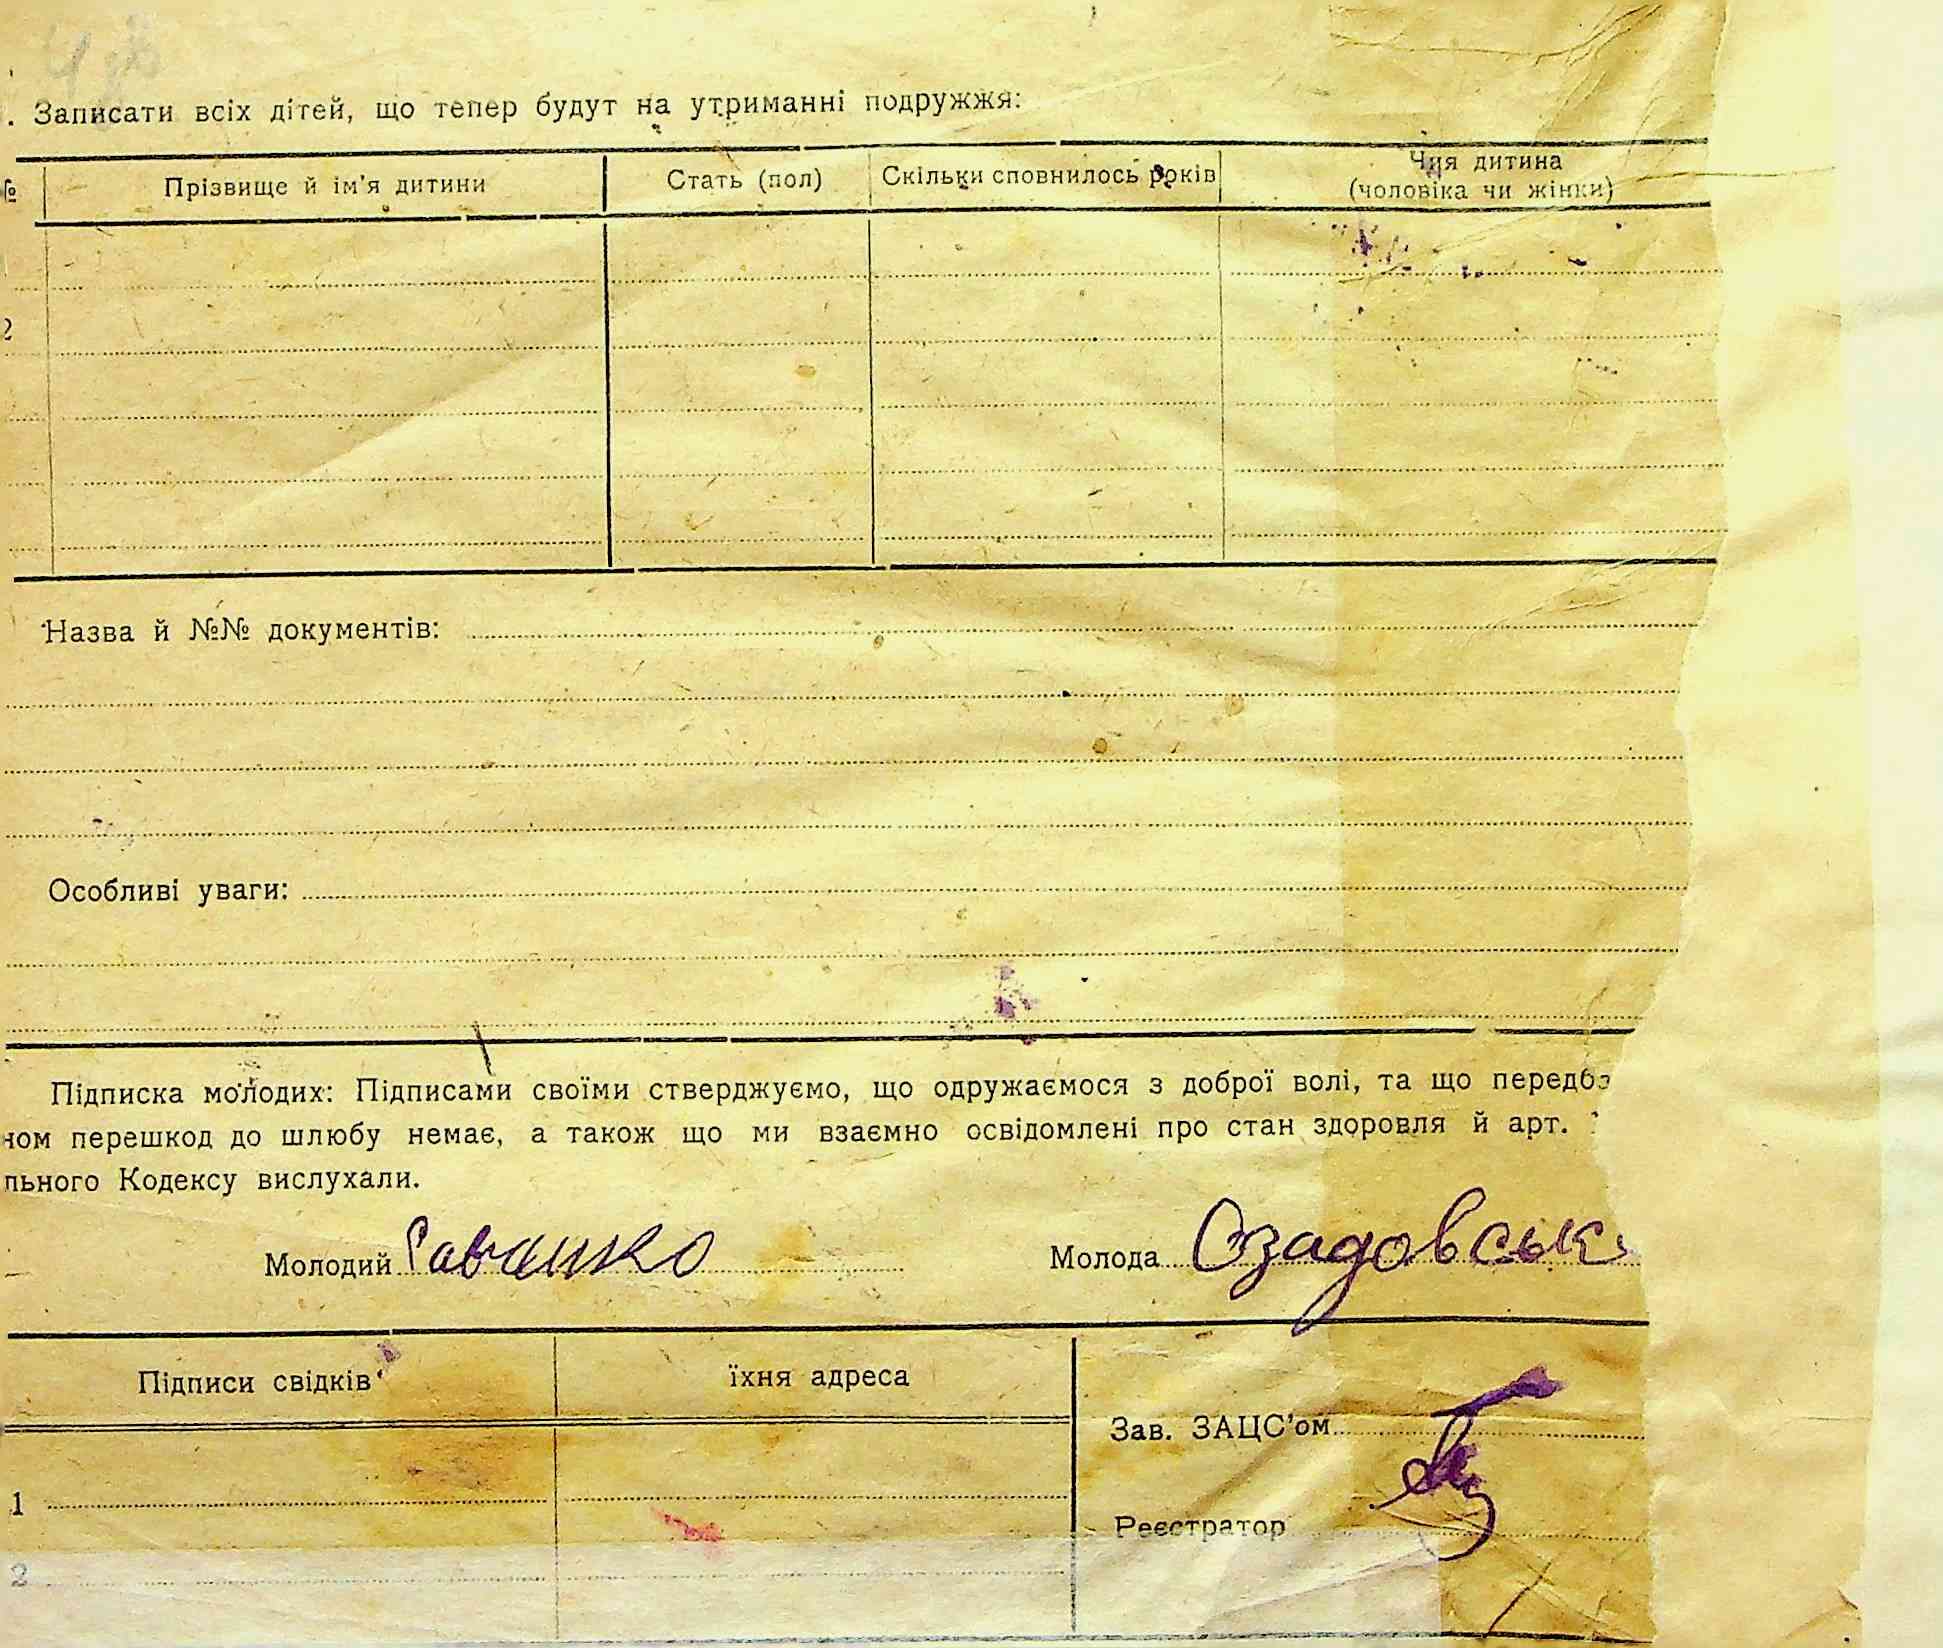 . Записати всіх дітей, що тепер будут на утриманні подружжя:
№ Прізвище й ім'я дитини Стать (пол) Скільки сповнилось років Чия дитина
(чоловіка чи жінки)
2
Назва й №№ документів:
Особливі уваги:
Підписка молодих: Підписами своїми стверджуємо, що одружаємося з доброї волі, та що передб
ном перешкод до шлюбу немає, а також що ми взаємно освідомлені про стан здоровля й арт.
льного Кодексу вислухали.
Молодий Савашко Молода Озадовськ
Підписи свідків їхня адреса
Зав. ЗАЦС'ом
1
Реєстратор
2